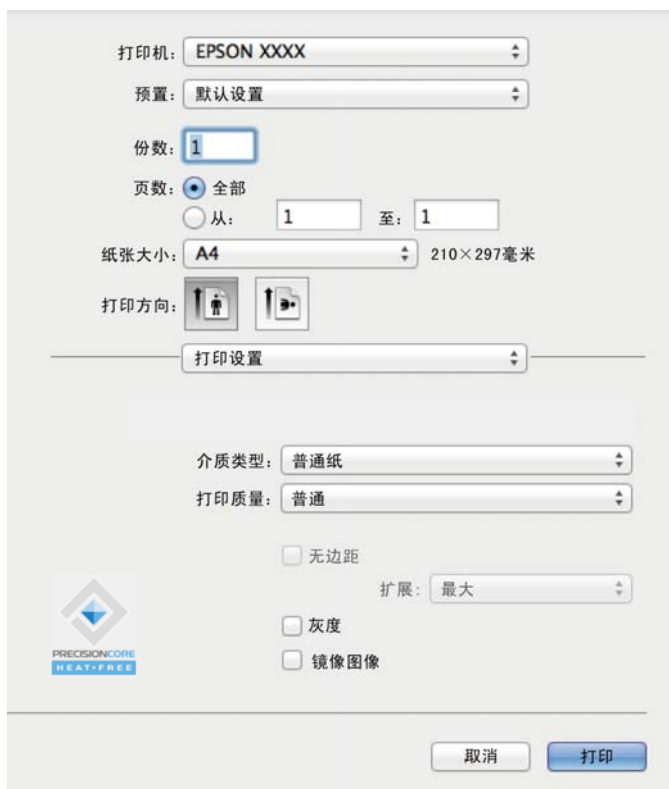 打印机: EPSON XXXX
预置: 默认设置
份数: 1
页数: 全部
从: 1 至: 1
纸张大小: A4 210×297毫米
打印方向:
打印设置
介质类型: 普通纸
打印质量: 普通
无边距
扩展: 最大
灰度
镜像图像
PRECISIONCORE
HEAT-FREE
取消 打印